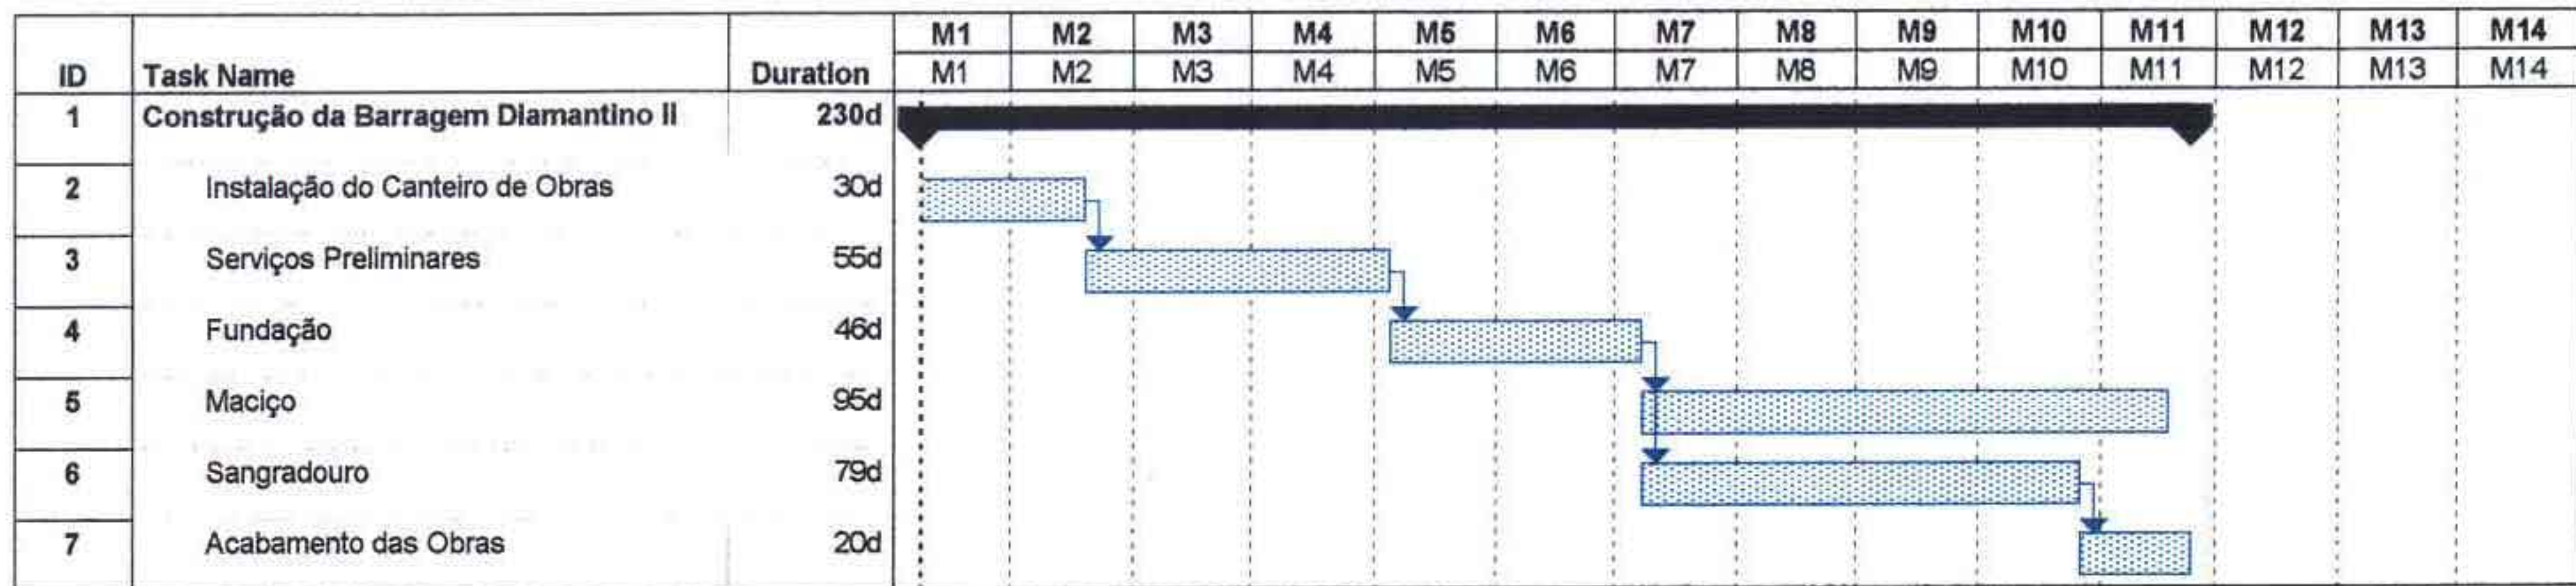 M1 M2 M3 M4 M5 M6 M7 M8 M9 M10 M11 M12 M13 M14
ID Task Name Duration M1 M2 M3 M4 M5 M6 M7 M8 M9 M10 M11 M12 M13 M14
1 Construção da Barragem Diamantino II 230d
2 Instalação do Canteiro de Obras 30d
3 Serviços Preliminares 55d
4 Fundação 46d
5 Maciço 95d
6 Sangradouro 79d
7 Acabamento das Obras 20d